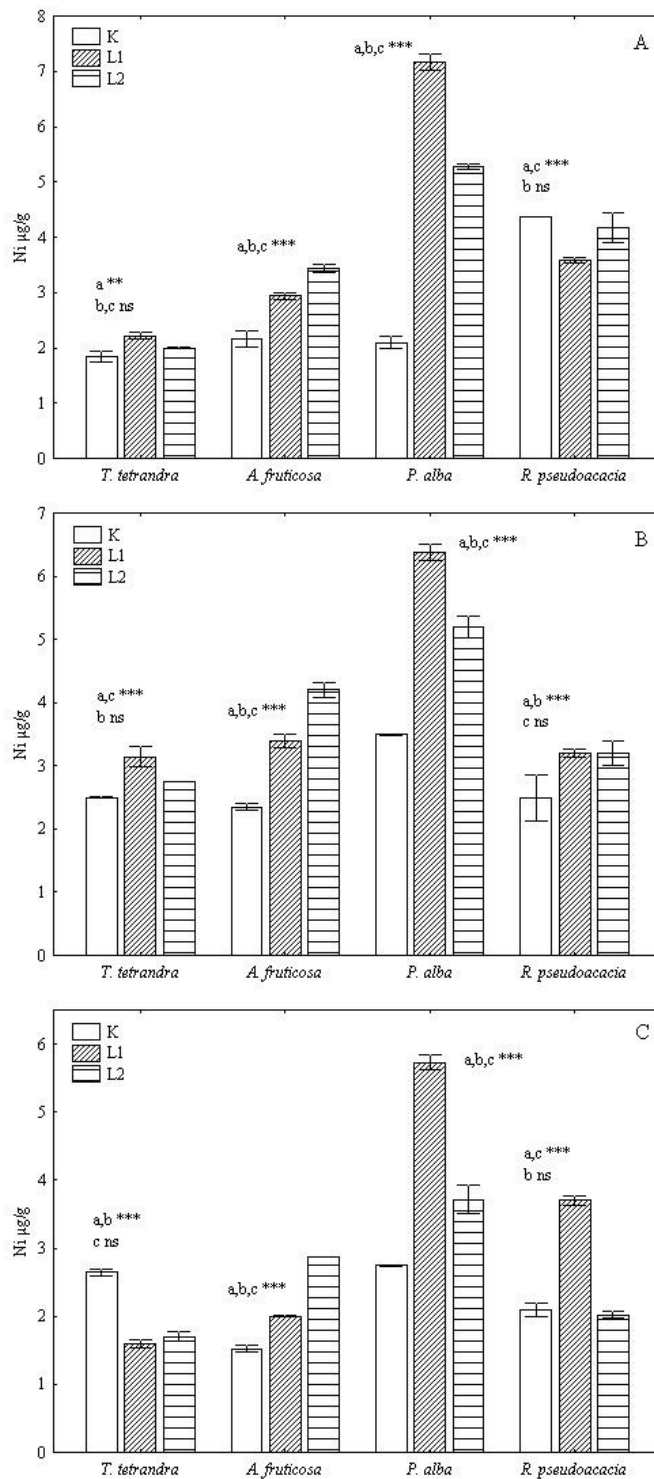 8
7
6
5
4
3
2
1
0
Ni µg/g
K
L1
L2
A
a **
b,c ns
a,b,c ***
a,b,c ***
a,c ***
b ns
T. tetrandra A. fruticosa P. alba R. pseudoacacia
7
6
5
4
3
2
1
0
Ni µg/g
K
L1
L2
B
a,c ***
b ns
a,b,c ***
a,b,c ***
a,b ***
c ns
T. tetrandra A. fruticosa P. alba R. pseudoacacia
6
5
4
3
2
1
0
Ni µg/g
K
L1
L2
C
a,b ***
c ns
a,b,c ***
a,b,c ***
a,c ***
b ns
T. tetrandra A. fruticosa P. alba R. pseudoacacia